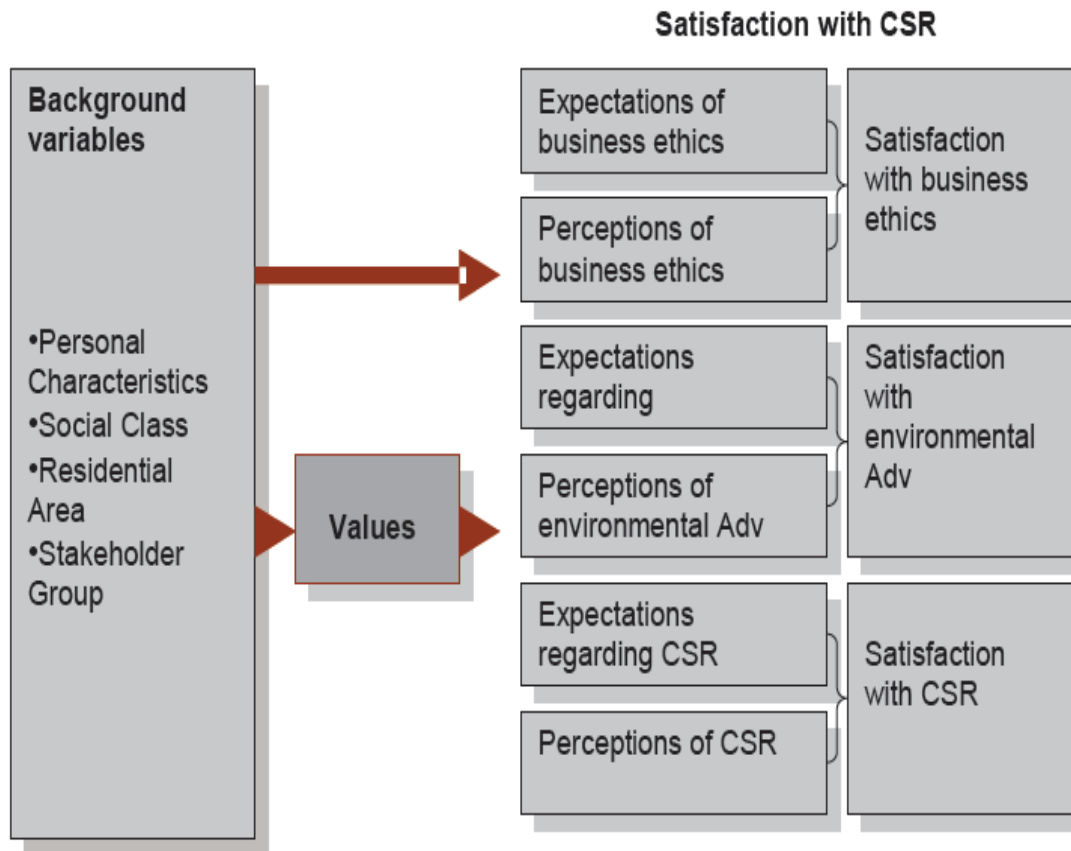 Satisfaction with CSR
Background
variables
•Personal
Characteristics
•Social Class
•Residential
Area
•Stakeholder
Group
Values
Expectations of
business ethics
Perceptions of
business ethics
Satisfaction
with business
ethics
Expectations
regarding
Perceptions of
environmental Adv
Satisfaction
with
environmental
Adv
Expectations
regarding CSR
Perceptions of CSR
Satisfaction
with CSR